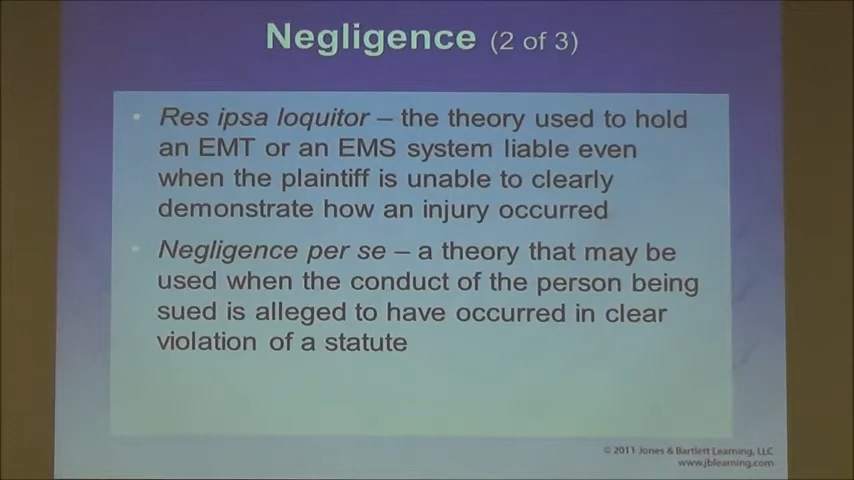 Negligence (2 of 3)
• Res ipsa loquitor – the theory used to hold
an EMT or an EMS system liable even
when the plaintiff is unable to clearly
demonstrate how an injury occurred
• Negligence per se – a theory that may be
used when the conduct of the person being
sued is alleged to have occurred in clear
violation of a statute
© 2011 Jones & Bartlett Learning, LLC
www.jblearning.com